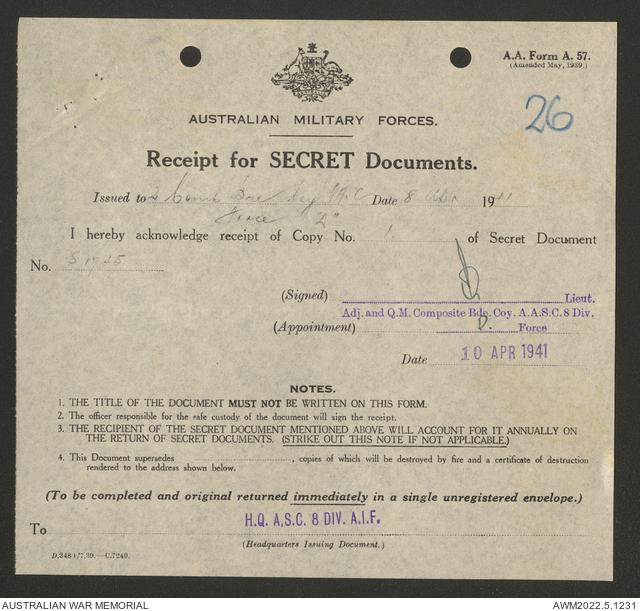 A.A. Form A. 57.
(Amended May, 1939.)
26
AUSTRALIAN MILITARY FORCES.
Receipt for SECRET Documents.
Issued to Date 8 1941
Force "D"
I hereby acknowledge receipt of Copy No. 1. of Secret Document
No.
(Signed) Lieut.
Adj. and Q.M. Composite Bde. Coy. A.A.S.C. 8 Div.
(Appointment) D. Force
Date 10 APR 1941
NOTES.
1. THE TITLE OF THE DOCUMENT MUST NOT BE WRITTEN ON THIS FORM.
2. The officer responsible for the safe custody of the document will sign the receipt.
3. THE RECIPIENT OF THE SECRET DOCUMENT MENTIONED ABOVE WILL ACCOUNT FOR IT ANNUALLY ON
THE RETURN OF SECRET DOCUMENTS. (STRIKE OUT THIS NOTE IF NOT APPLICABLE.)
4. This Document supersedes , copies of which will be destroyed by fire and a certificate of destruction
rendered to the address shown below.
(To be completed and original returned immediately in a single unregistered envelope.)
To H.Q. A.S.C. 8 DIV. A.I.F.
(Headquarters Issuing Document.)
D.348 1/7.39.—C.7240.
AUSTRALIAN WAR MEMORIAL
AWM2022.5.1231